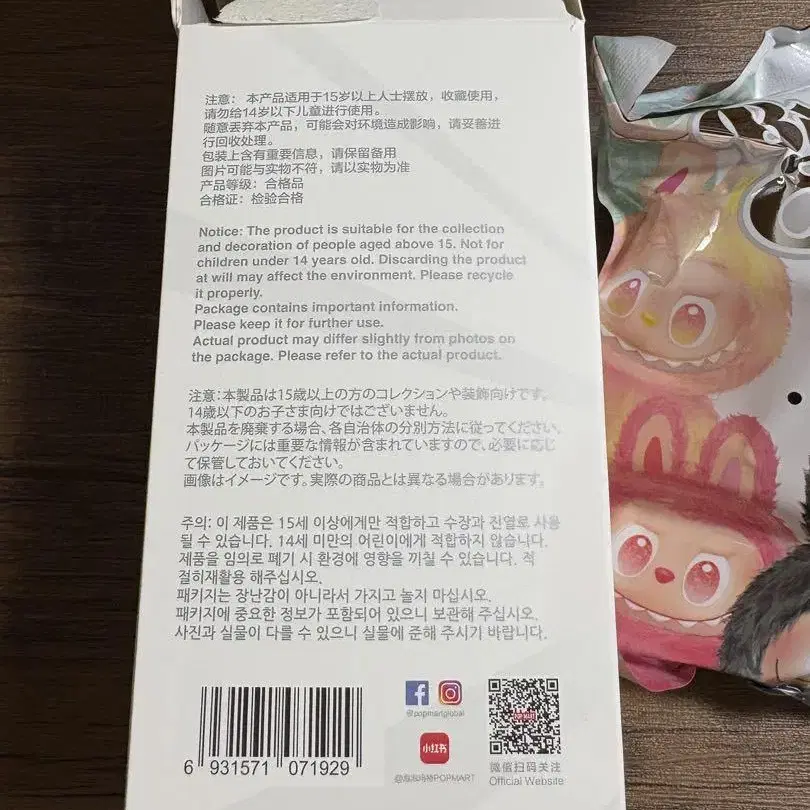 注意： 本产品适用于15岁以上人士摆放，收藏使用，
请勿给14岁以下儿童进行使用。
随意丢弃本产品，可能会对环境造成影响，请妥善进
行回收处理。
包装上含有重要信息，请保留备用
图片可能与实物不符，请以实物为准
产品等级：合格品
合格证：检验合格
Notice: The product is suitable for the collection
and decoration of people aged above 15. Not for
children under 14 years old. Discarding the product
at will may affect the environment. Please recycle
it properly.
Package contains important information.
Please keep it for further use.
Actual product may differ slightly from photos on
the package. Please refer to the actual product.
注意：本製品は15歳以上の方のコレクションや装飾向けです。
14歳以下のお子さま向けではございません。
本製品を廃棄する場合、各自治体の分別方法に従ってください。
パッケージには重要な情報が含まれていますので、必要に応じ
て保管しておいてください。
画像はイメージです。実際の商品とは異なる場合があります。
주의: 이 제품은 15세 이상에게만 적합하고 수장과 진열로 사용
될 수 있습니다. 14세 미만의 어린이에게 적합하지 않습니다.
제품을 임의로 폐기 시 환경에 영향을 끼칠 수 있습니다. 적
절히재활용 해주십시오.
패키지는 장난감이 아니라서 가지고 놀지 마십시오.
패키지에 중요한 정보가 포함되어 있으니 보관해 주십시오.
사진과 실물이 다를 수 있으니 실물에 준해 주시기 바랍니다.
@popmartglobal
POP MART
小红书
@泡泡玛特POPMART
微信扫码关注
Official Website
6 931571 071929